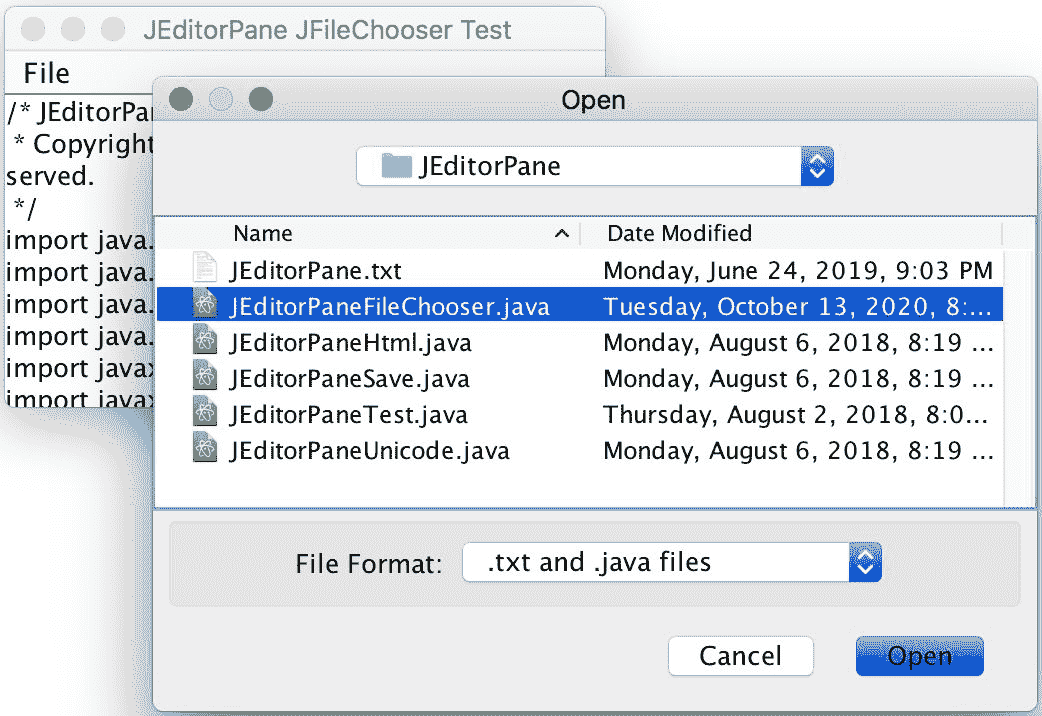 JEditorPane JFileChooser Test
File
/* JEditorPa
* Copyright
served.
*/
import java.
import java.
import java.
import java.
import javax
import javax
Open
JEditorPane
Name Date Modified
JEditorPane.txt Monday, June 24, 2019, 9:03 PM
JEditorPaneFileChooser.java Tuesday, October 13, 2020, 8:...
JEditorPaneHtml.java Monday, August 6, 2018, 8:19 ...
JEditorPaneSave.java Monday, August 6, 2018, 8:19 ...
JEditorPaneTest.java Thursday, August 2, 2018, 8:0...
JEditorPaneUnicode.java Monday, August 6, 2018, 8:19 ...
File Format: .txt and .java files
Cancel Open